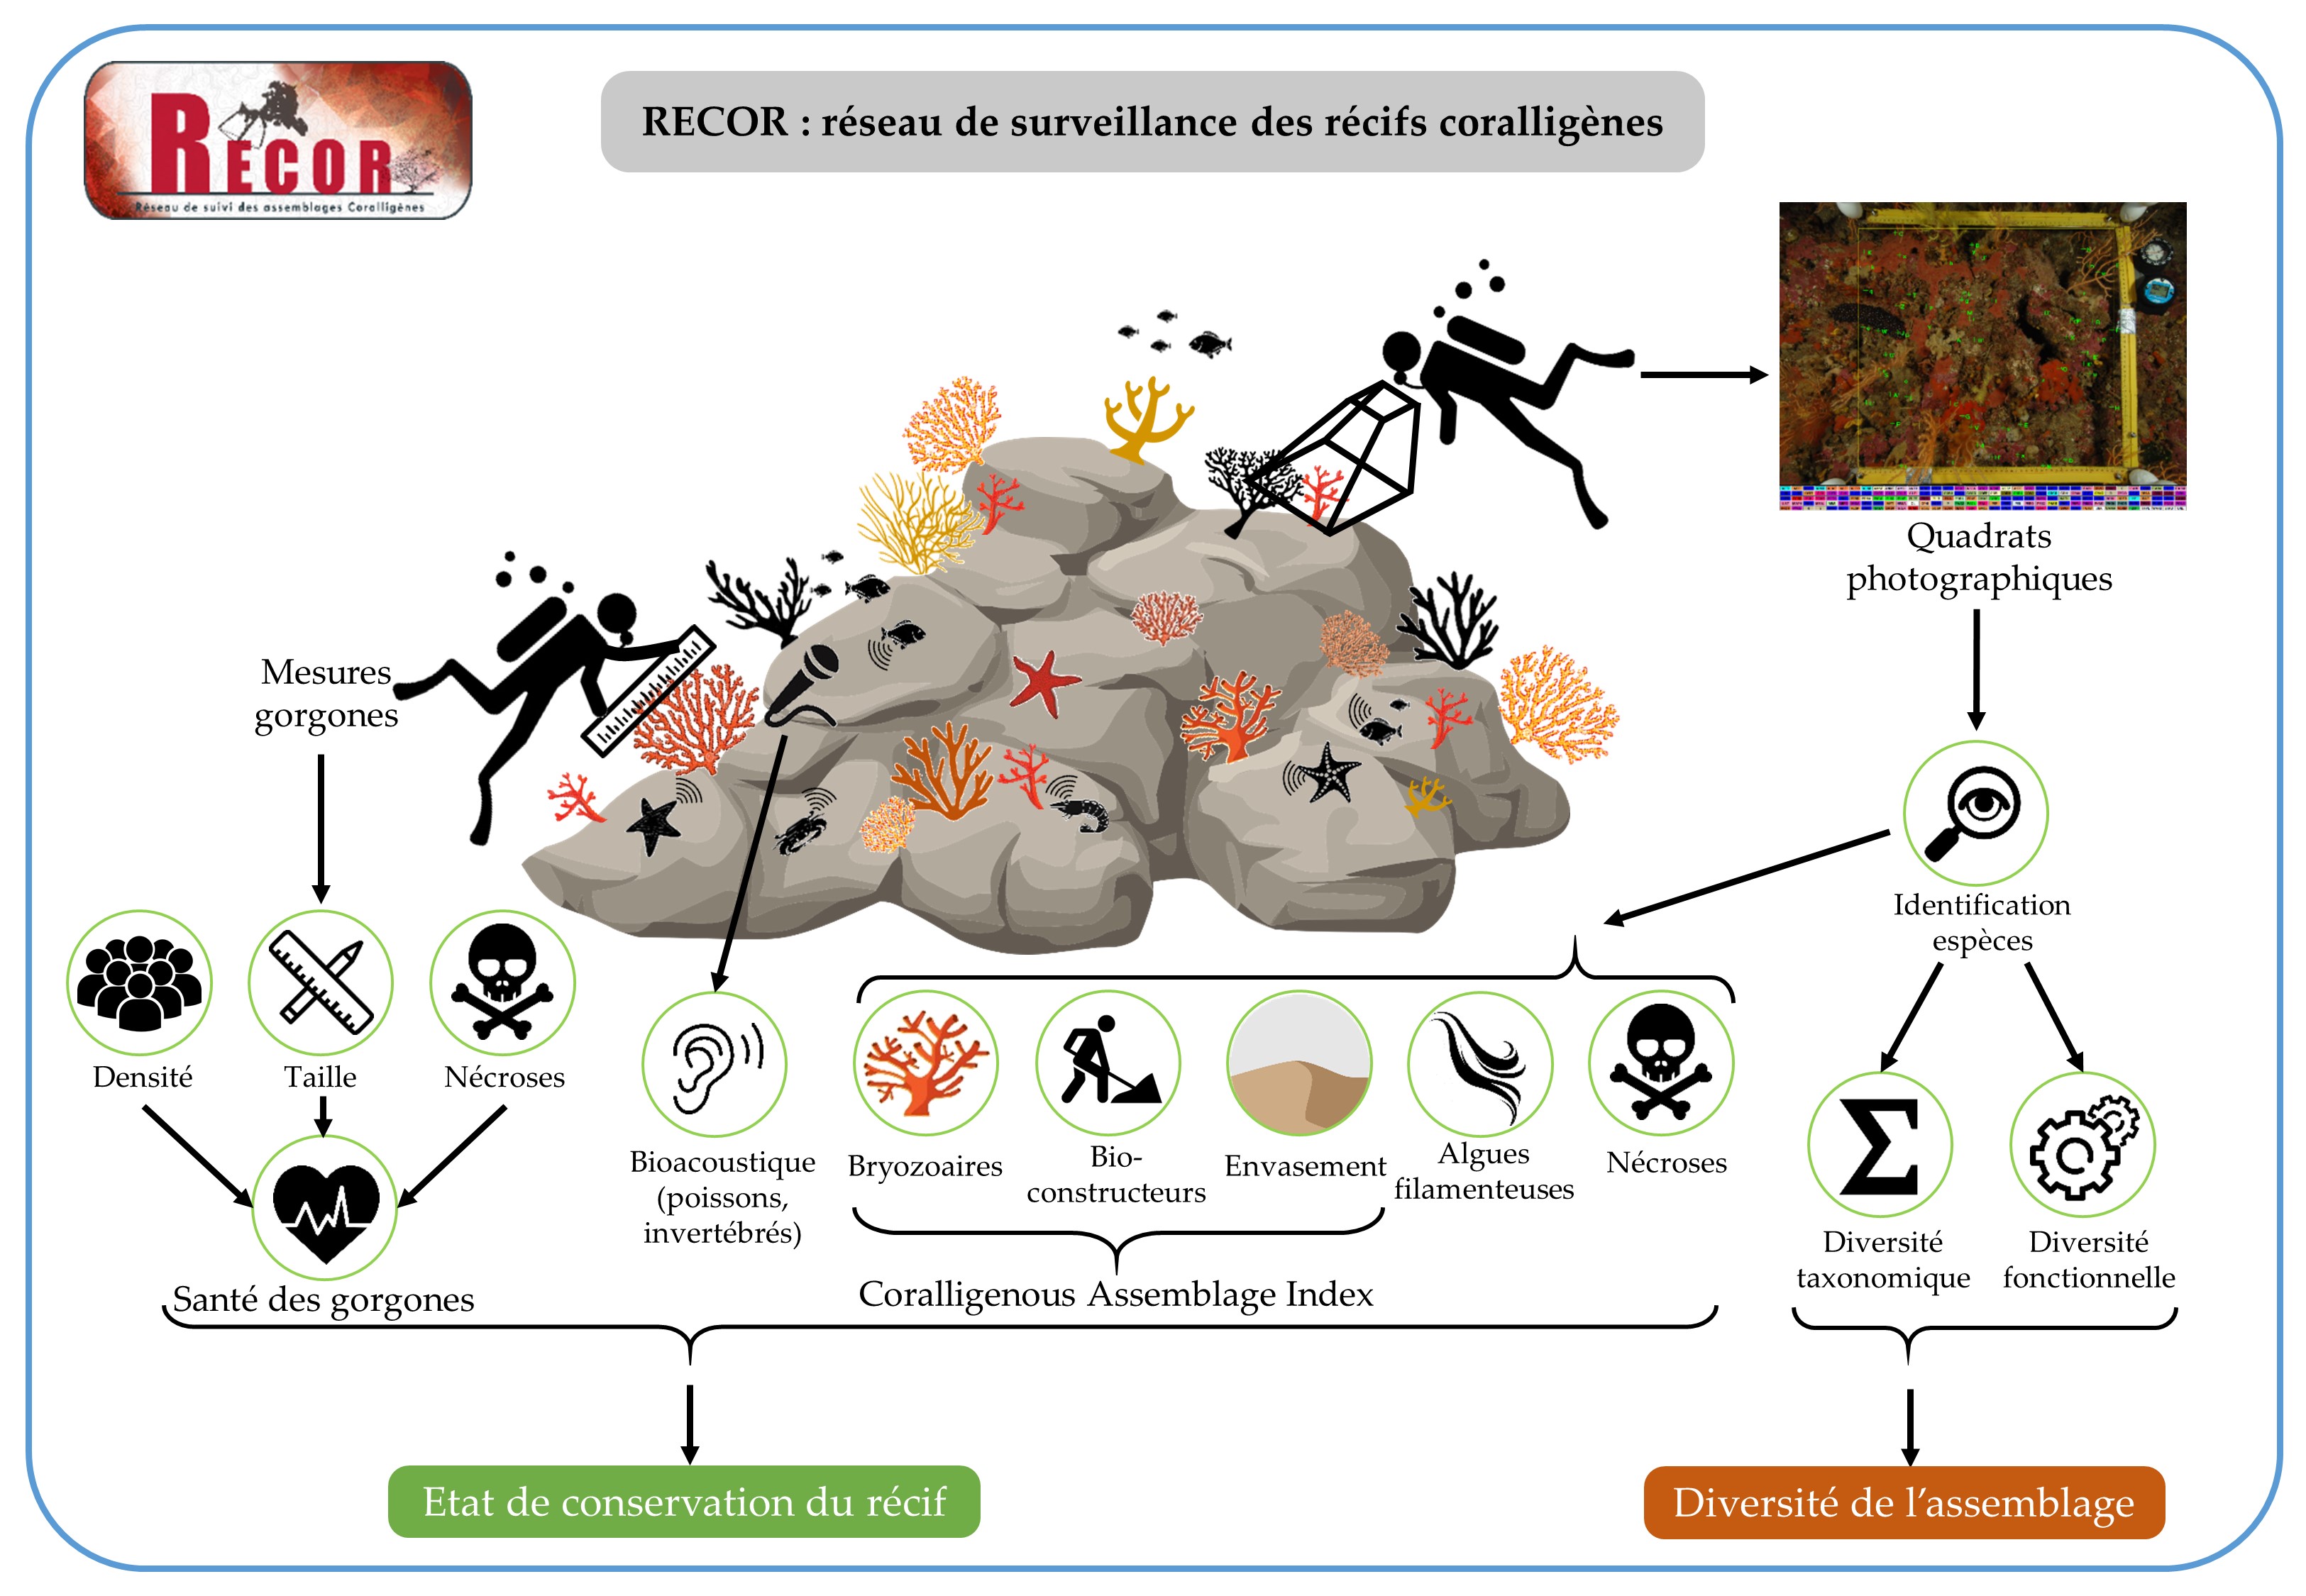 RECOR
Réseau de suivi des assemblages Coralligènes
RECOR : réseau de surveillance des récifs coralligènes
Quadrats
photographiques
Mesures
gorgones
Identification
espèces
Densité
Taille
Nécroses
Bioacoustique
(poissons,
invertébrés)
Bryozoaires
Bio-
constructeurs
Envasement
Algues
filamenteuses
Nécroses
Diversité
taxonomique
Diversité
fonctionnelle
Santé des gorgones
Coralligenous Assemblage Index
Etat de conservation du récif
Diversité de l’assemblage